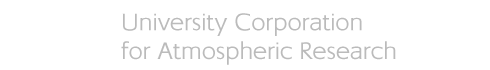 University Corporation
for Atmospheric Research